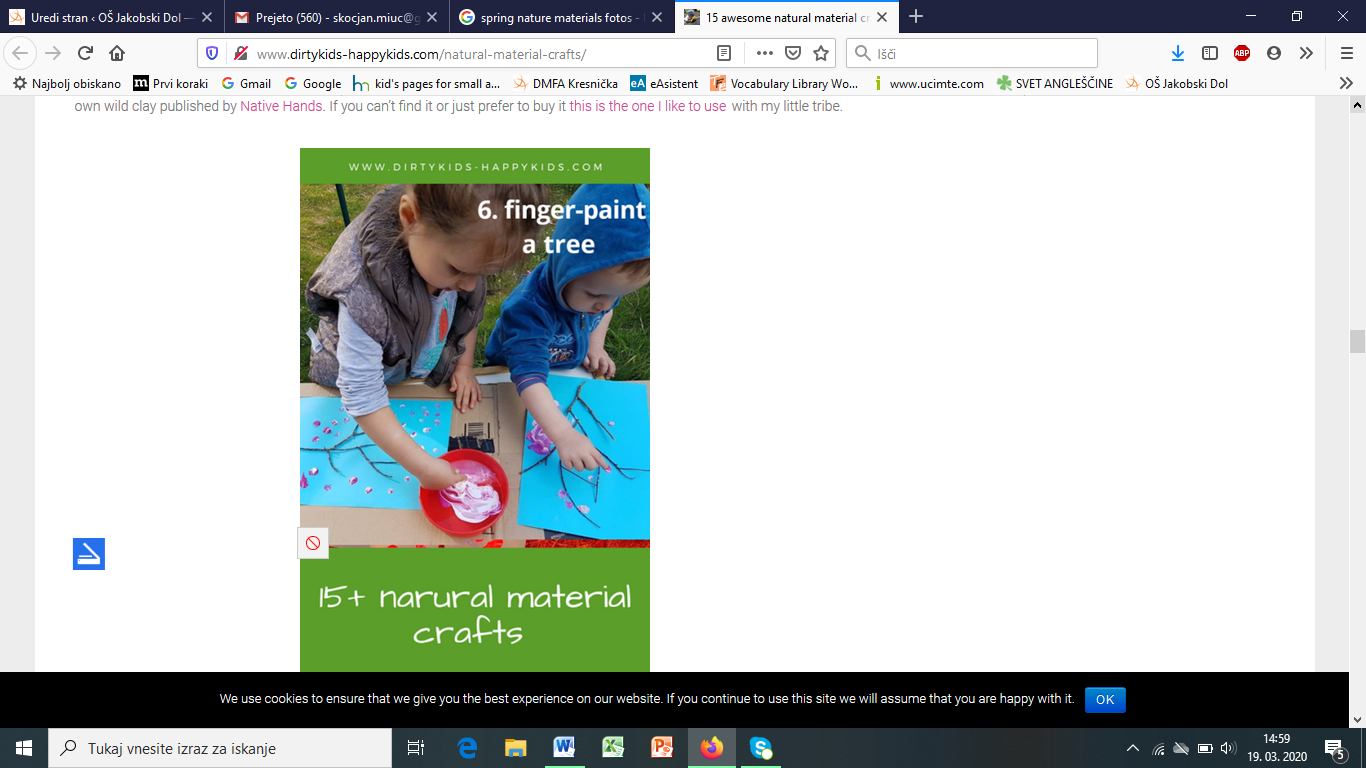 Uredi stran ‹ OŠ Jakobski Dol —
Prejeto (560) - skocjan.miuc@g
spring nature materials fotos -
15 awesome natural material cr
www.dirtykids-happykids.com/natural-material-crafts/
Išči
ABP
Najbolj obiskano
m Prvi koraki
G Gmail
G Google
kid's pages for small a...
DMFA Kresnička
eA eAsistent
Vocabulary Library Wo...
www.ucimte.com
SVET ANGLEŠČINE
OŠ Jakobski Dol
own wild clay published by Native Hands. If you can't find it or just prefer to buy it this is the one I like to use with my little tribe.
WWW.DIRTYKIDS-HAPPYKIDS.COM
6. finger-paint
a tree
15+ narural material
crafts
We use cookies to ensure that we give you the best experience on our website. If you continue to use this site we will assume that you are happy with it. OK
Tukaj vnesite izraz za iskanje
14:59
19. 03. 2020
5